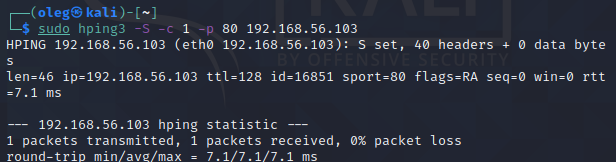 ┌──(oleg㉿kali)-[~]
└─$ sudo hping3 -S -c 1 -p 80 192.168.56.103
HPING 192.168.56.103 (eth0 192.168.56.103): S set, 40 headers + 0 data byte
s
len=46 ip=192.168.56.103 ttl=128 id=16851 sport=80 flags=RA seq=0 win=0 rtt
=7.1 ms
BY OFFENSIVE SECURITY
--- 192.168.56.103 hping statistic ---
1 packets transmitted, 1 packets received, 0% packet loss
round-trip min/avg/max = 7.1/7.1/7.1 ms